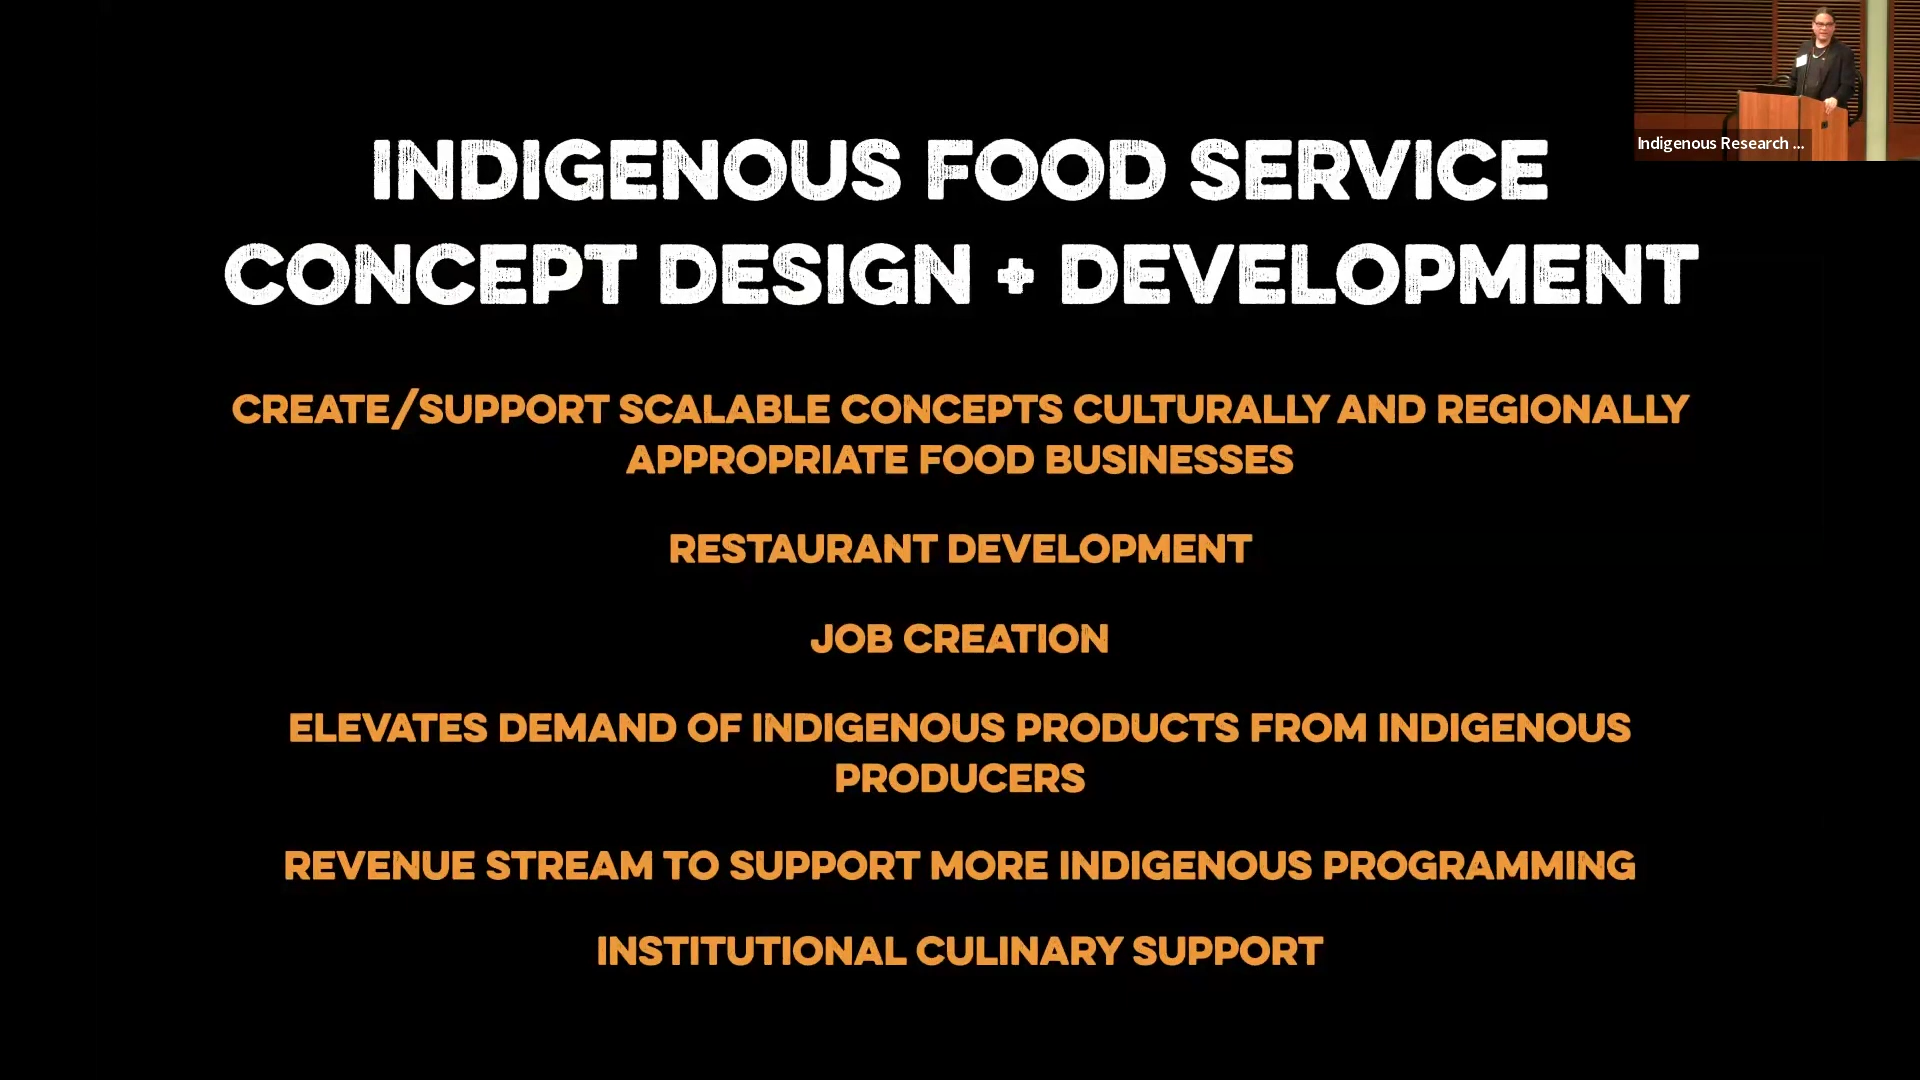 INDIGENOUS FOOD SERVICE
CONCEPT DESIGN + DEVELOPMENT
CREATE/SUPPORT SCALABLE CONCEPTS CULTURALLY AND REGIONALLY
APPROPRIATE FOOD BUSINESSES
RESTAURANT DEVELOPMENT
JOB CREATION
ELEVATES DEMAND OF INDIGENOUS PRODUCTS FROM INDIGENOUS
PRODUCERS
REVENUE STREAM TO SUPPORT MORE INDIGENOUS PROGRAMMING
INSTITUTIONAL CULINARY SUPPORT
Indigenous Research ...